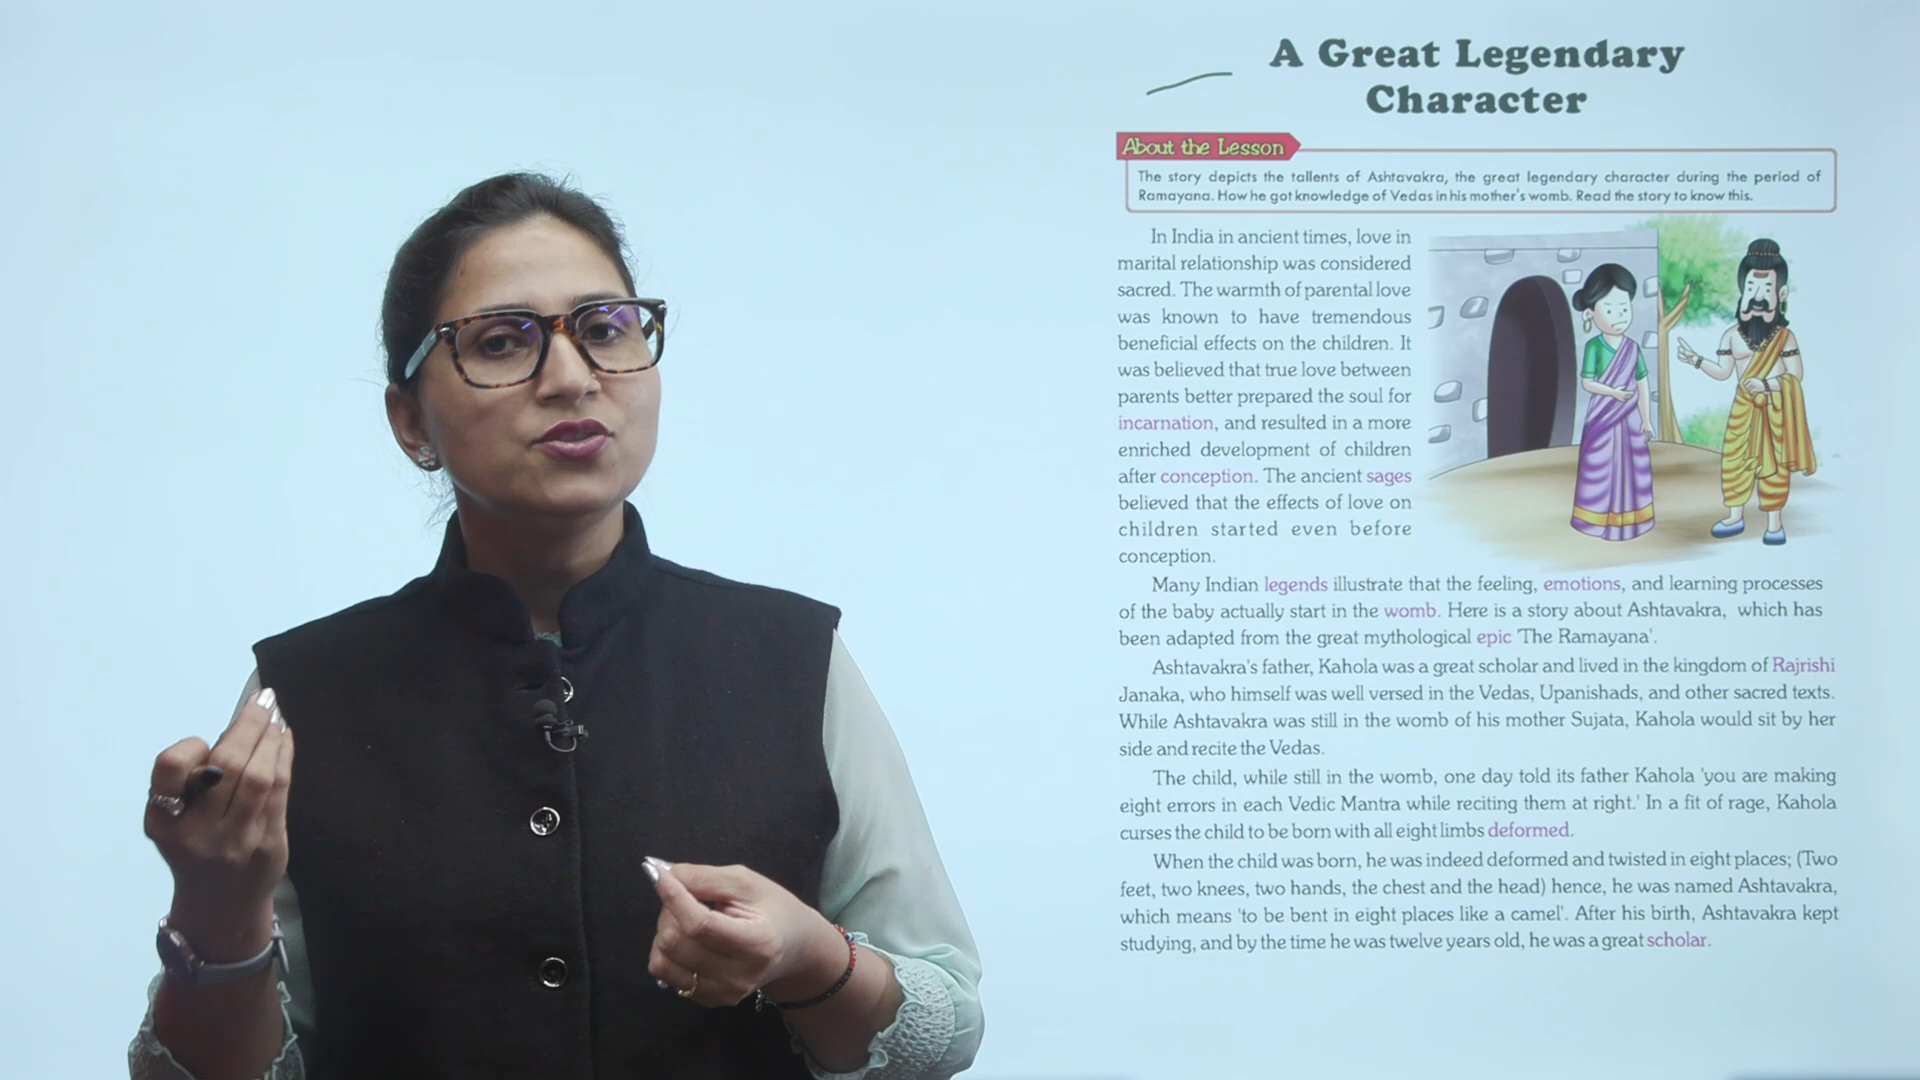 A Great Legendary
Character
About the Lesson
The story depicts the tallents of Ashtavakra, the great legendary character during the period of
Ramayana. How he got knowledge of Vedas in his mother's womb. Read the story to know this.
In India in ancient times, love in
marital relationship was considered
sacred. The warmth of parental love
was known to have tremendous
beneficial effects on the children. It
was believed that true love between
parents better prepared the soul for
incarnation, and resulted in a more
enriched development of children
after conception. The ancient sages
believed that the effects of love on
children started even before
conception.
Many Indian legends illustrate that the feeling, emotions, and learning processes
of the baby actually start in the womb. Here is a story about Ashtavakra, which has
been adapted from the great mythological epic 'The Ramayana'.
Ashtavakra's father, Kahola was a great scholar and lived in the kingdom of Rajrishi
Janaka, who himself was well versed in the Vedas, Upanishads, and other sacred texts.
While Ashtavakra was still in the womb of his mother Sujata, Kahola would sit by her
side and recite the Vedas.
The child, while still in the womb, one day told its father Kahola 'you are making
eight errors in each Vedic Mantra while reciting them at right.' In a fit of rage, Kahola
curses the child to be born with all eight limbs deformed.
When the child was born, he was indeed deformed and twisted in eight places; (Two
feet, two knees, two hands, the chest and the head) hence, he was named Ashtavakra,
which means 'to be bent in eight places like a camel'. After his birth, Ashtavakra kept
studying, and by the time he was twelve years old, he was a great scholar.